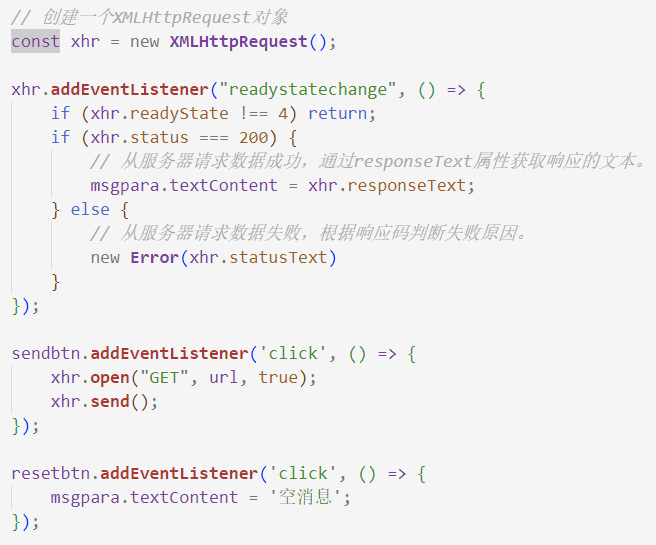 // 创建一个XMLHttpRequest对象
const xhr = new XMLHttpRequest();
xhr.addEventListener("readystatechange", () => {
if (xhr.readyState !== 4) return;
if (xhr.status === 200) {
// 从服务器请求数据成功，通过responseText属性获取响应的文本。
msgpara.textContent = xhr.responseText;
} else {
// 从服务器请求数据失败，根据响应码判断失败原因。
new Error(xhr.statusText)
}
});
sendbtn.addEventListener('click', () => {
xhr.open("GET", url, true);
xhr.send();
});
resetbtn.addEventListener('click', () => {
msgpara.textContent = '空消息';
});